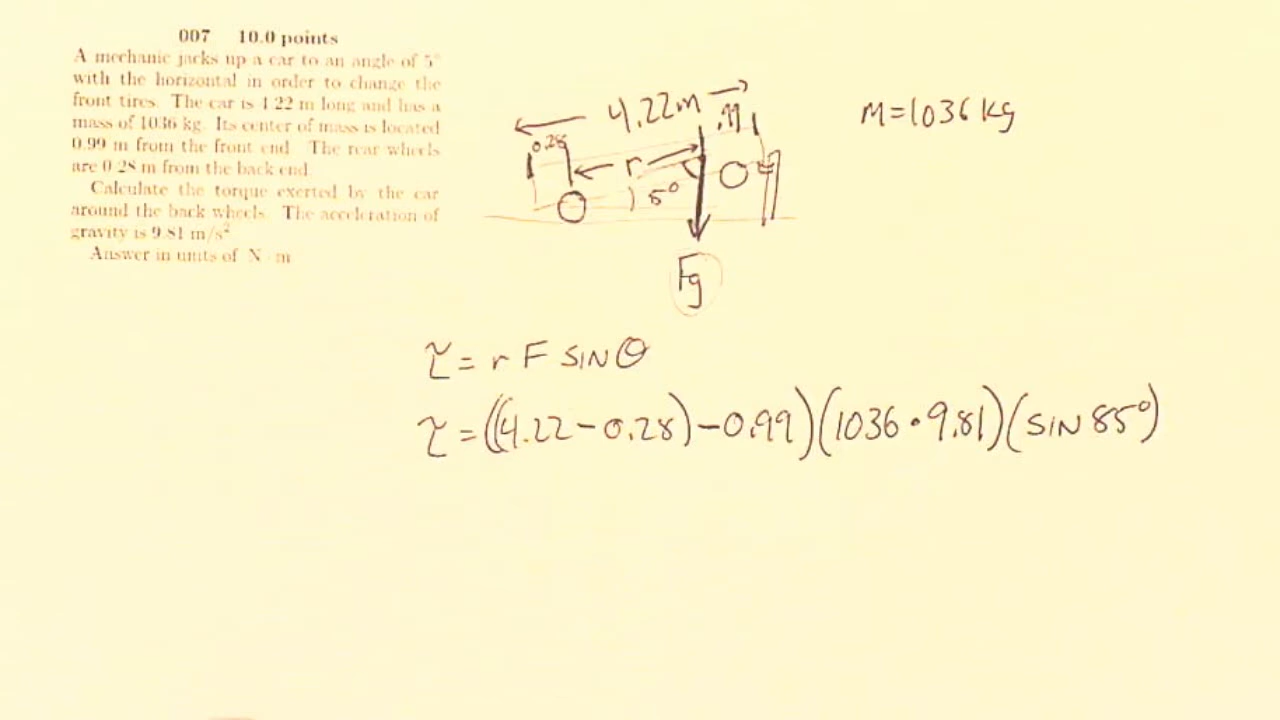 007 10.0 points
A mechanic jacks up a car to an angle of 5°
with the horizontal in order to change the
front tires. The car is 4.22 m long and has a
mass of 1036 kg. Its center of mass is located
0.99 m from the front end. The rear wheels
are 0.28 m from the back end.
Calculate the torque exerted by the car
around the back wheels. The acceleration of
gravity is 9.81 m/s²
Answer in units of N · m
4.22m
.99
0.28
r
5°
Fg
M=1036 kg
τ = r F SIN θ
τ = ((4.22 - 0.28) - 0.99)(1036 · 9.81)(SIN 85°)